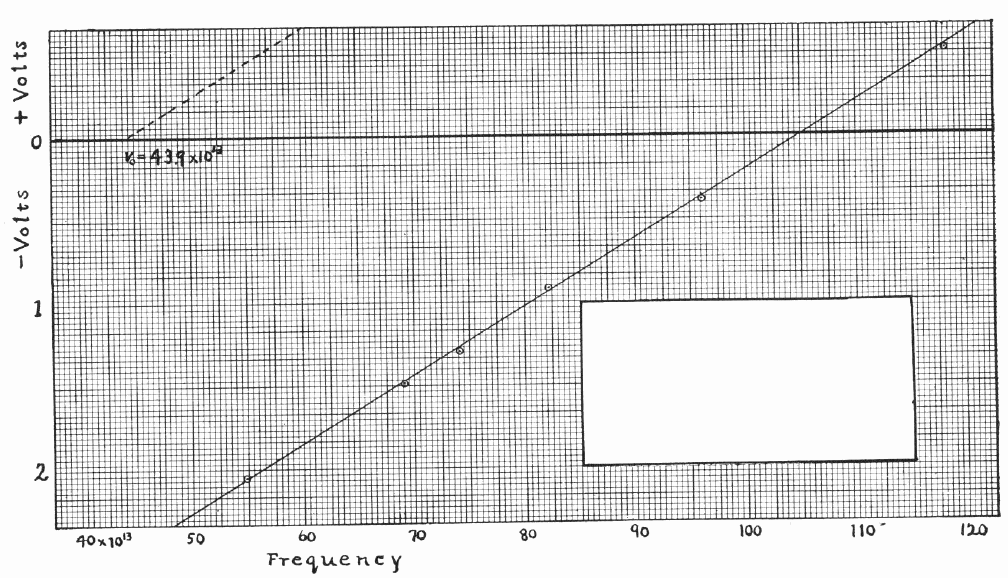 + Volts
0
ν₀ = 43.9 x 10¹³
- Volts
1
2
40 x 10¹³ 50 60 70 80 90 100 110 120
Frequency